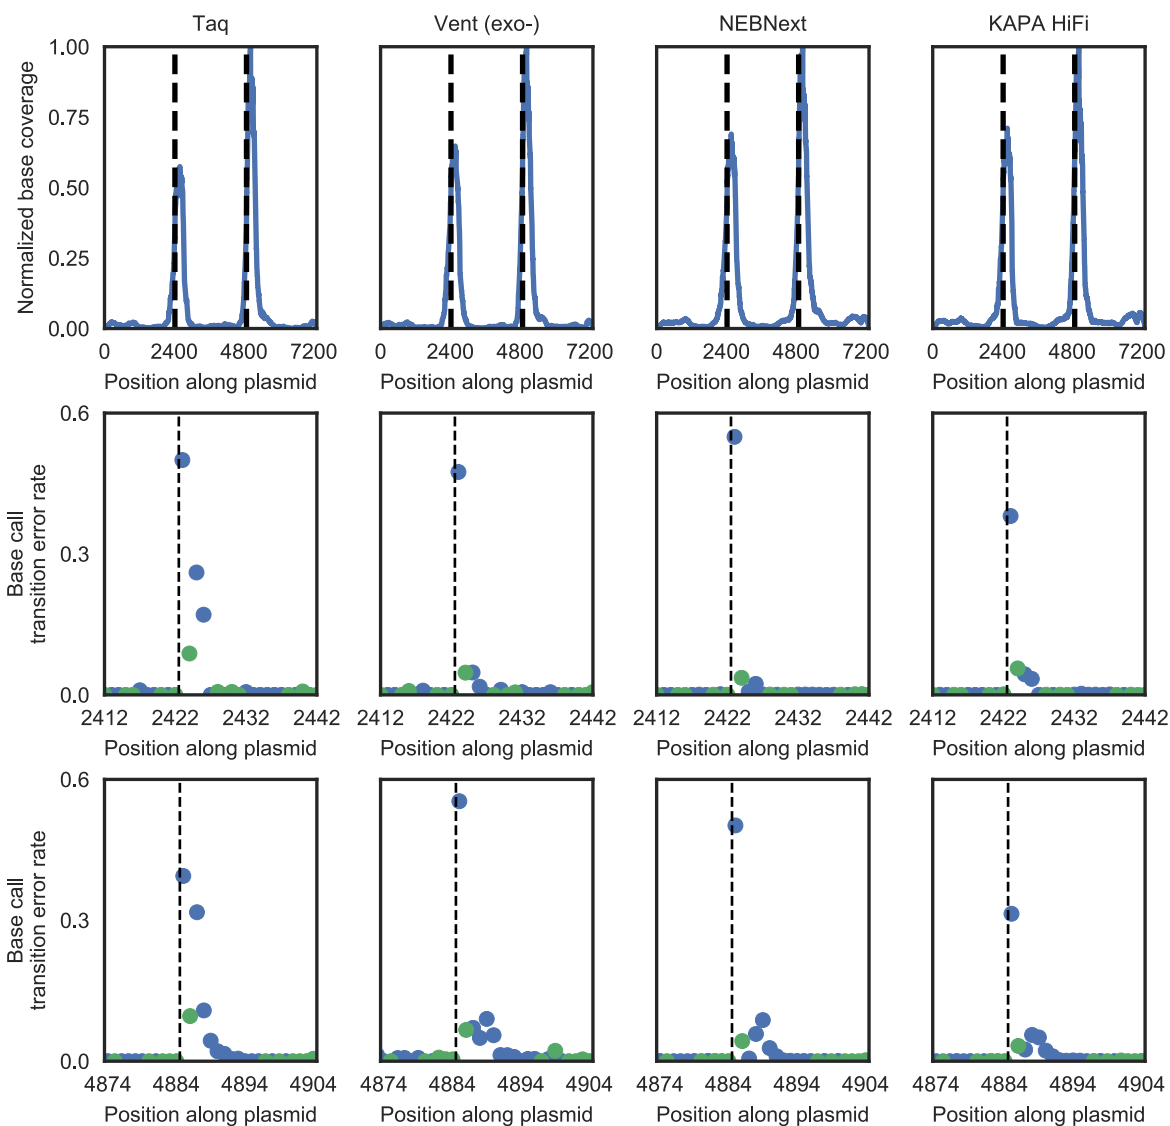 Taq Vent (exo-) NEBNext KAPA HiFi
Normalized base coverage
1.00
0.75
0.50
0.25
0.00
0 2400 4800 7200 0 2400 4800 7200 0 2400 4800 7200 0 2400 4800 7200
Position along plasmid Position along plasmid Position along plasmid Position along plasmid
Base call
transition error rate
0.6
0.3
0.0
2412 2422 2432 2442 2412 2422 2432 2442 2412 2422 2432 2442 2412 2422 2432 2442
Position along plasmid Position along plasmid Position along plasmid Position along plasmid
Base call
transition error rate
0.6
0.3
0.0
4874 4884 4894 4904 4874 4884 4894 4904 4874 4884 4894 4904 4874 4884 4894 4904
Position along plasmid Position along plasmid Position along plasmid Position along plasmid